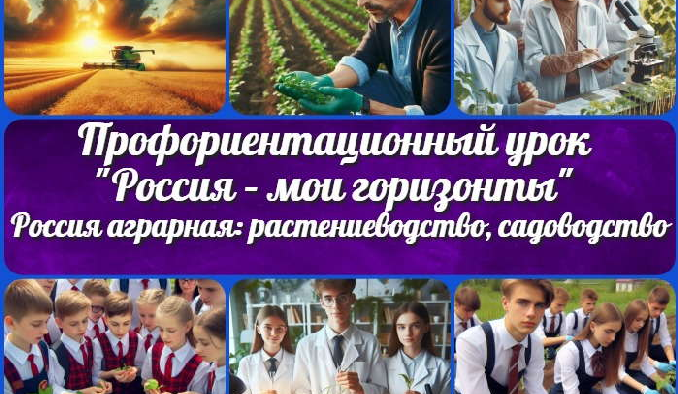 Профориентационный урок
"Россия – мои горизонты"
Россия аграрная: растениеводство, садоводство